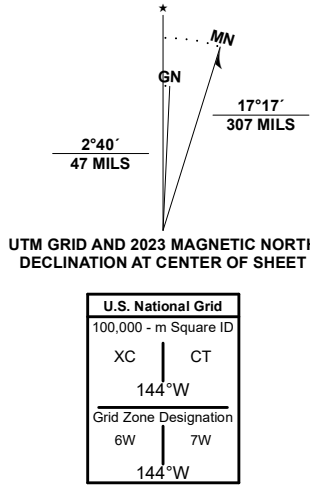 ★
MN
GN
17°17´
307 MILS
2°40´
47 MILS
UTM GRID AND 2023 MAGNETIC NORTH
DECLINATION AT CENTER OF SHEET
U.S. National Grid
100,000 - m Square ID
XC CT
144°W
Grid Zone Designation
6W 7W
144°W